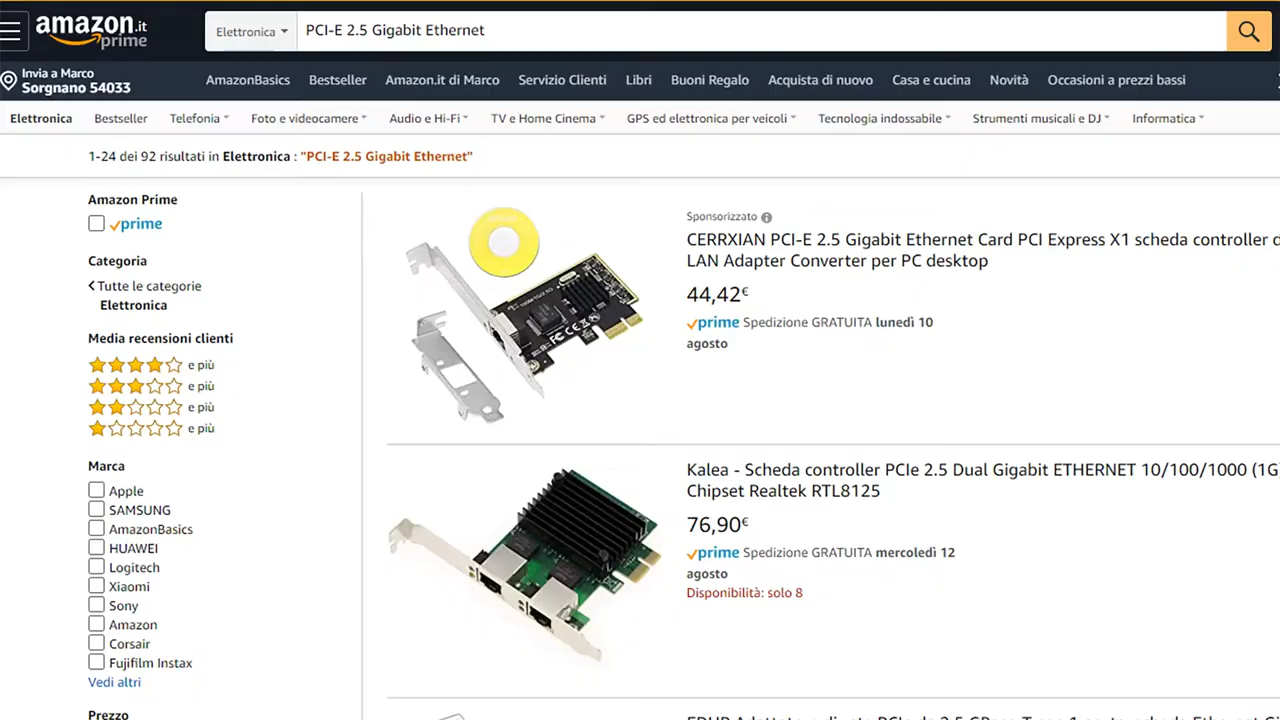 amazon.it
prime
Elettronica
PCI-E 2.5 Gigabit Ethernet
Invia a Marco
Sorgnano 54033
AmazonBasics Bestseller Amazon.it di Marco Servizio Clienti Libri Buoni Regalo Acquista di nuovo Casa e cucina Novità Occasioni a prezzi bassi
Elettronica Bestseller Telefonia Foto e videocamere Audio e Hi-Fi TV e Home Cinema GPS ed elettronica per veicoli Tecnologia indossabile Strumenti musicali e DJ Informatica
1-24 dei 92 risultati in Elettronica : "PCI-E 2.5 Gigabit Ethernet"
Amazon Prime
prime
Categoria
Tutte le categorie
Elettronica
Media recensioni clienti
e più
e più
e più
e più
Marca
Apple
SAMSUNG
AmazonBasics
HUAWEI
Logitech
Xiaomi
Sony
Amazon
Corsair
Fujifilm Instax
Vedi altri
Prezzo
Sponsorizzato
CERRXIAN PCI-E 2.5 Gigabit Ethernet Card PCI Express X1 scheda controller d
LAN Adapter Converter per PC desktop
44,42€
prime Spedizione GRATUITA lunedì 10
agosto
Kalea - Scheda controller PCIe 2.5 Dual Gigabit ETHERNET 10/100/1000 (1G
Chipset Realtek RTL8125
76,90€
prime Spedizione GRATUITA mercoledì 12
agosto
Disponibilità: solo 8